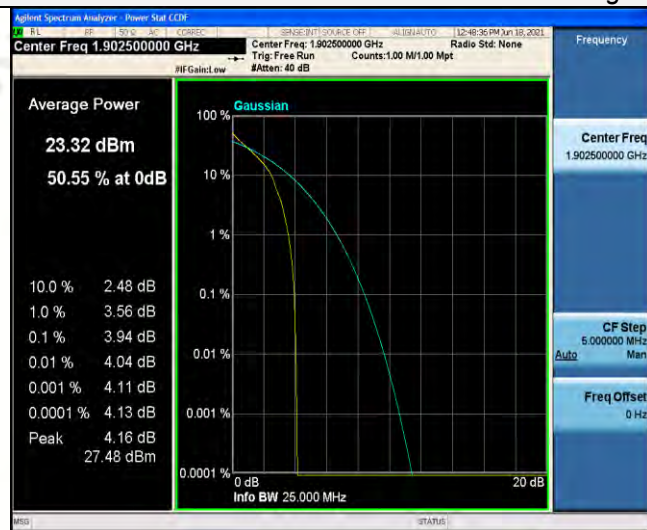 Agilent Spectrum Analyzer - Power Stat CCDF
RL RF 50 Ω AC CORREC SENSE:INT SOURCE OFF ALIGN AUTO 12:48:36 PM Jun 18, 2021
Center Freq 1.902500000 GHz
Center Freq: 1.902500000 GHz Radio Std: None
Trig: Free Run Counts:1.00 M/1.00 Mpt
#IFGain:Low #Atten: 40 dB
Frequency
Average Power
23.32 dBm
50.55 % at 0dB
10.0 % 2.48 dB
1.0 % 3.56 dB
0.1 % 3.94 dB
0.01 % 4.04 dB
0.001 % 4.11 dB
0.0001 % 4.13 dB
Peak 4.16 dB
27.48 dBm
Gaussian
100 %
10 %
1 %
0.1 %
0.01 %
0.001 %
0.0001 %
0 dB 20 dB
Info BW 25.000 MHz
Center Freq
1.902500000 GHz
CF Step
5.000000 MHz
Auto Man
Freq Offset
0 Hz
MSG STATUS